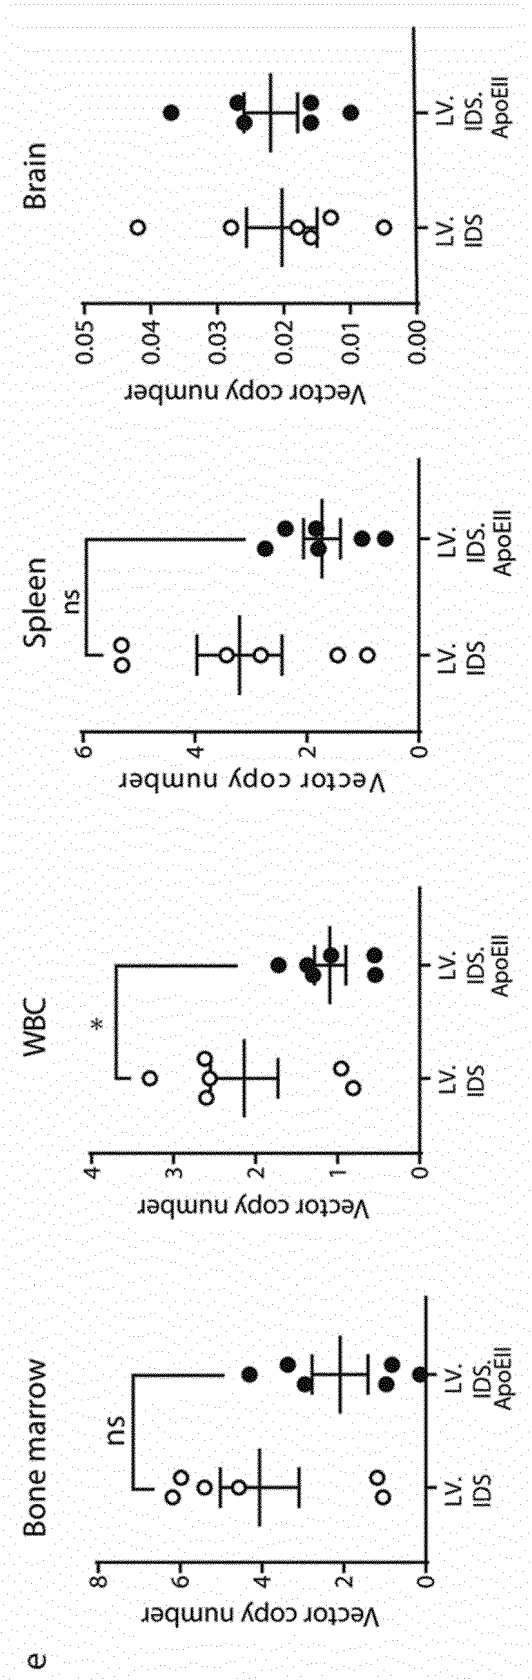 e
Bone marrow
ns
Vector copy number
8
6
4
2
0
LV.
IDS
LV.
IDS.
ApoEII
WBC
*
Vector copy number
4
3
2
1
0
LV.
IDS
LV.
IDS.
ApoEII
Spleen
ns
Vector copy number
6
4
2
0
LV.
IDS
LV.
IDS.
ApoEII
Brain
Vector copy number
0.05
0.04
0.03
0.02
0.01
0.00
LV.
IDS
LV.
IDS.
ApoEII